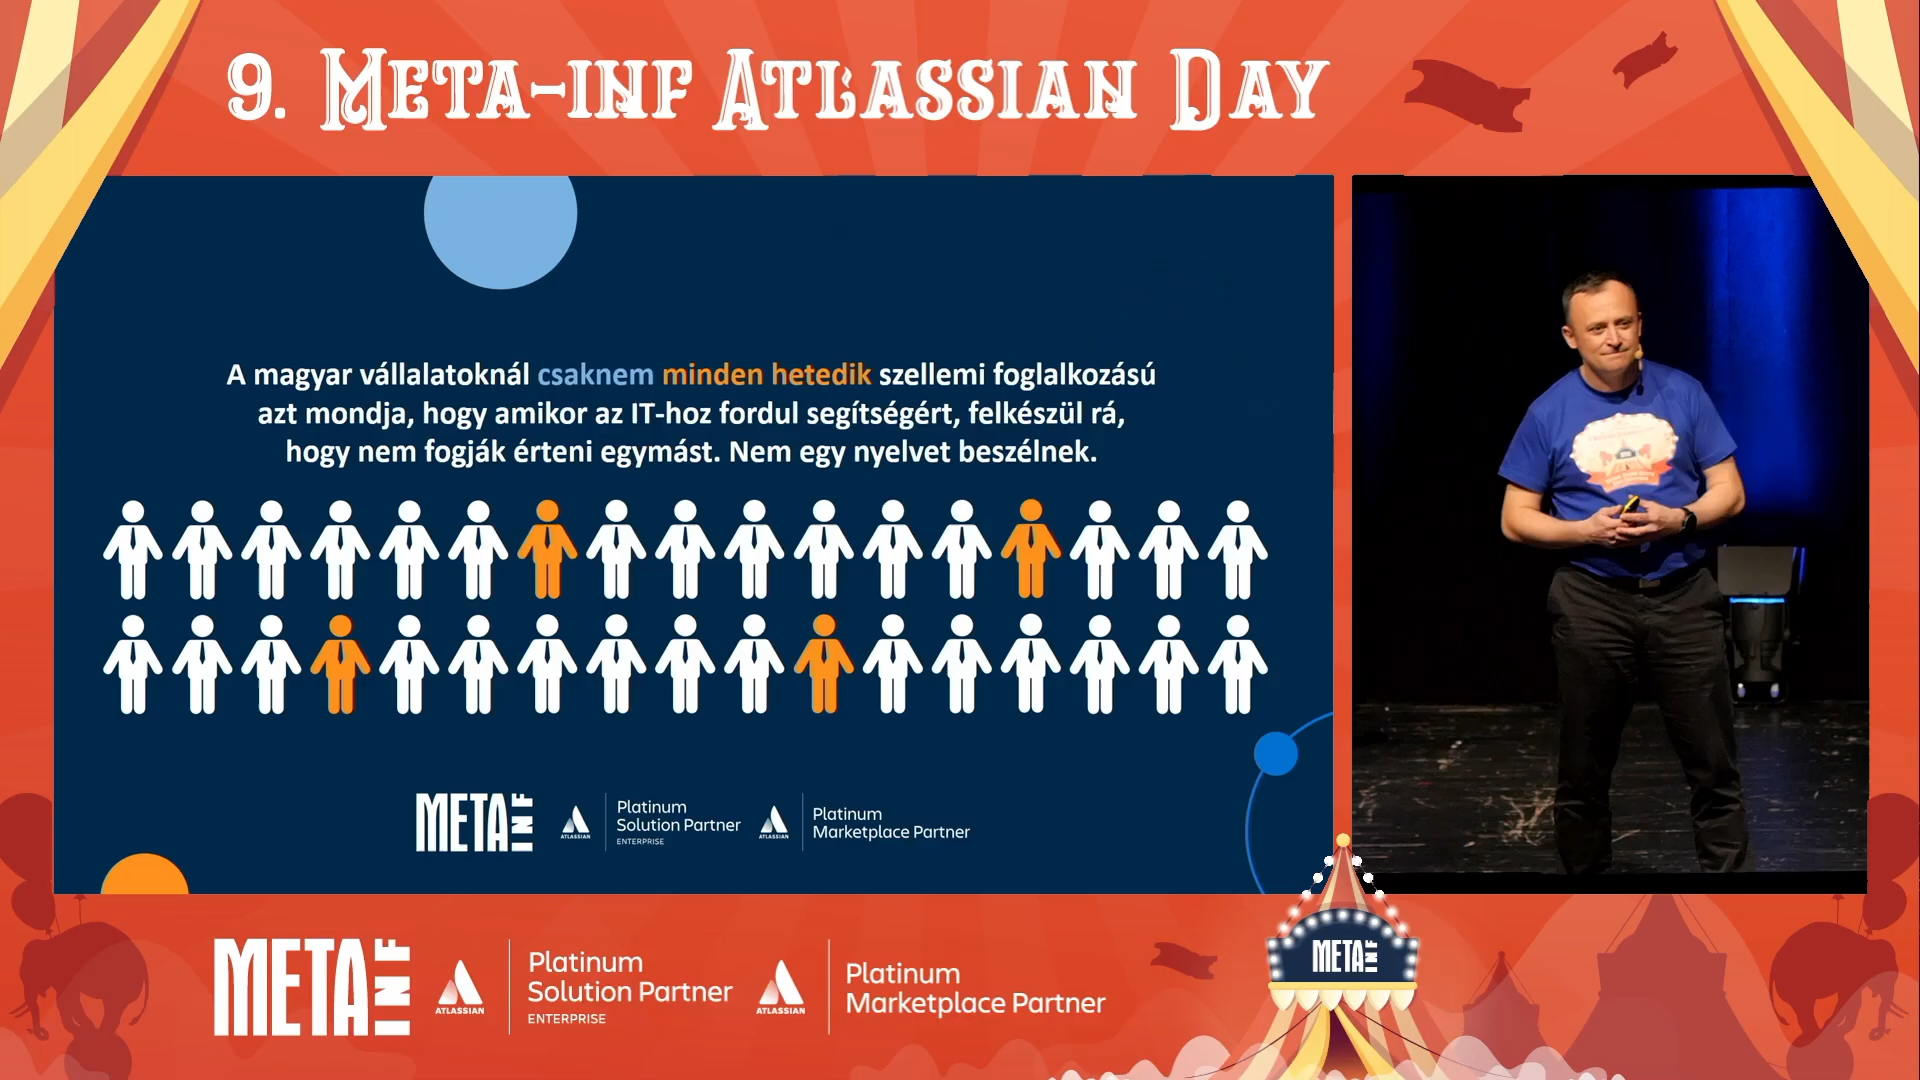 9. META-INF ATLASSIAN DAY
A magyar vállalatoknál csaknem minden hetedik szellemi foglalkozású
azt mondja, hogy amikor az IT-hoz fordul segítségért, felkészül rá,
hogy nem fogják érteni egymást. Nem egy nyelvet beszélnek.
META INF
ATLASSIAN
Platinum
Solution Partner
ENTERPRISE
ATLASSIAN
Platinum
Marketplace Partner
META INF
ATLASSIAN
Platinum
Solution Partner
ENTERPRISE
ATLASSIAN
Platinum
Marketplace Partner
META INF